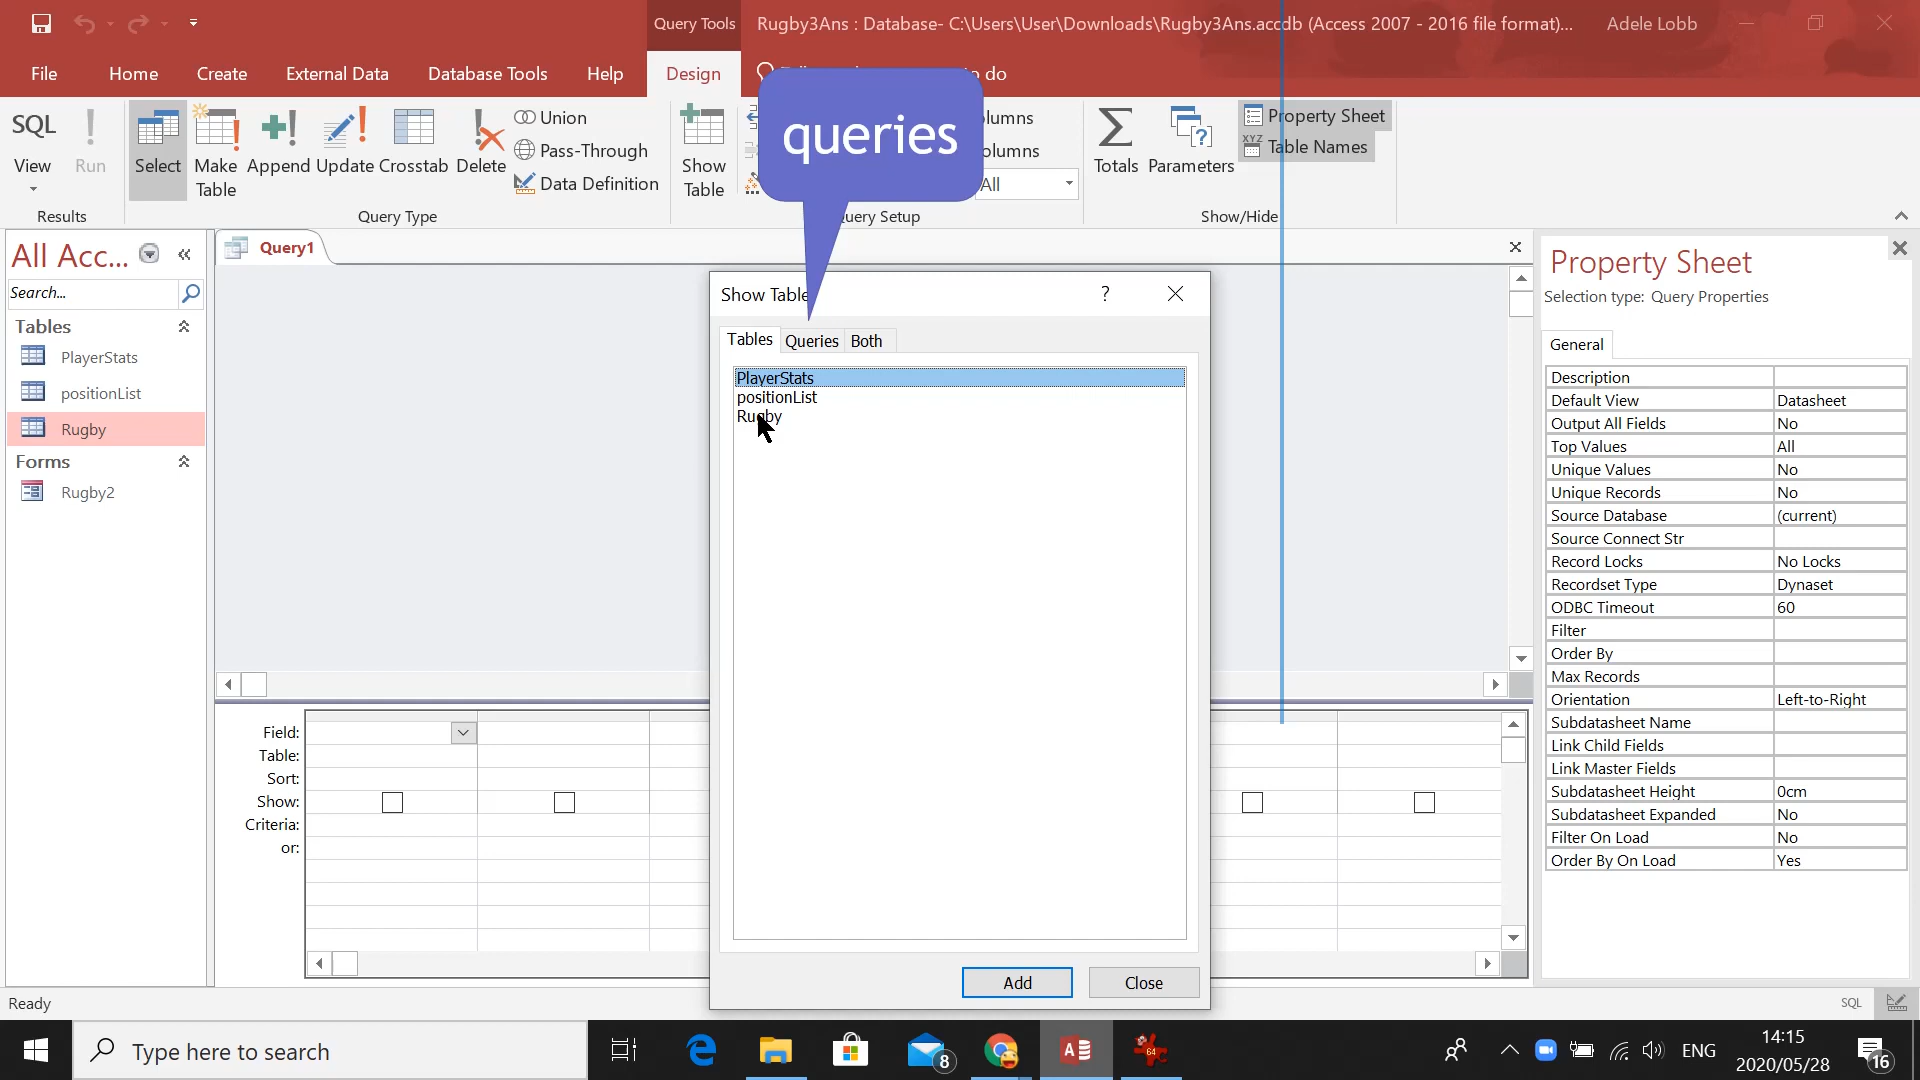 Query Tools
Rugby3Ans : Database- C:\Users\User\Downloads\Rugby3Ans.accdb (Access 2007 - 2016 file format)...
Adele Lobb
File
Home
Create
External Data
Database Tools
Help
Design
do
SQL
View
Run
Results
Select
Make
Table
Append
Update
Crosstab
Delete
Union
Pass-Through
Data Definition
Query Type
Show
Table
queries
All
Query Setup
Totals
Parameters
Property Sheet
XYZ
Table Names
Show/Hide
All Acc...
Search...
Tables
PlayerStats
positionList
Rugby
Forms
Rugby2
Query1
Show Table
?
Tables
Queries
Both
PlayerStats
positionList
Rugby
Add
Close
Field:
Table:
Sort:
Show:
Criteria:
or:
Property Sheet
Selection type: Query Properties
General
Description
Default View Datasheet
Output All Fields No
Top Values All
Unique Values No
Unique Records No
Source Database (current)
Source Connect Str
Record Locks No Locks
Recordset Type Dynaset
ODBC Timeout 60
Filter
Order By
Max Records
Orientation Left-to-Right
Subdatasheet Name
Link Child Fields
Link Master Fields
Subdatasheet Height 0cm
Subdatasheet Expanded No
Filter On Load No
Order By On Load Yes
Ready
SQL
Type here to search
8
64
ENG
14:15
2020/05/28
16